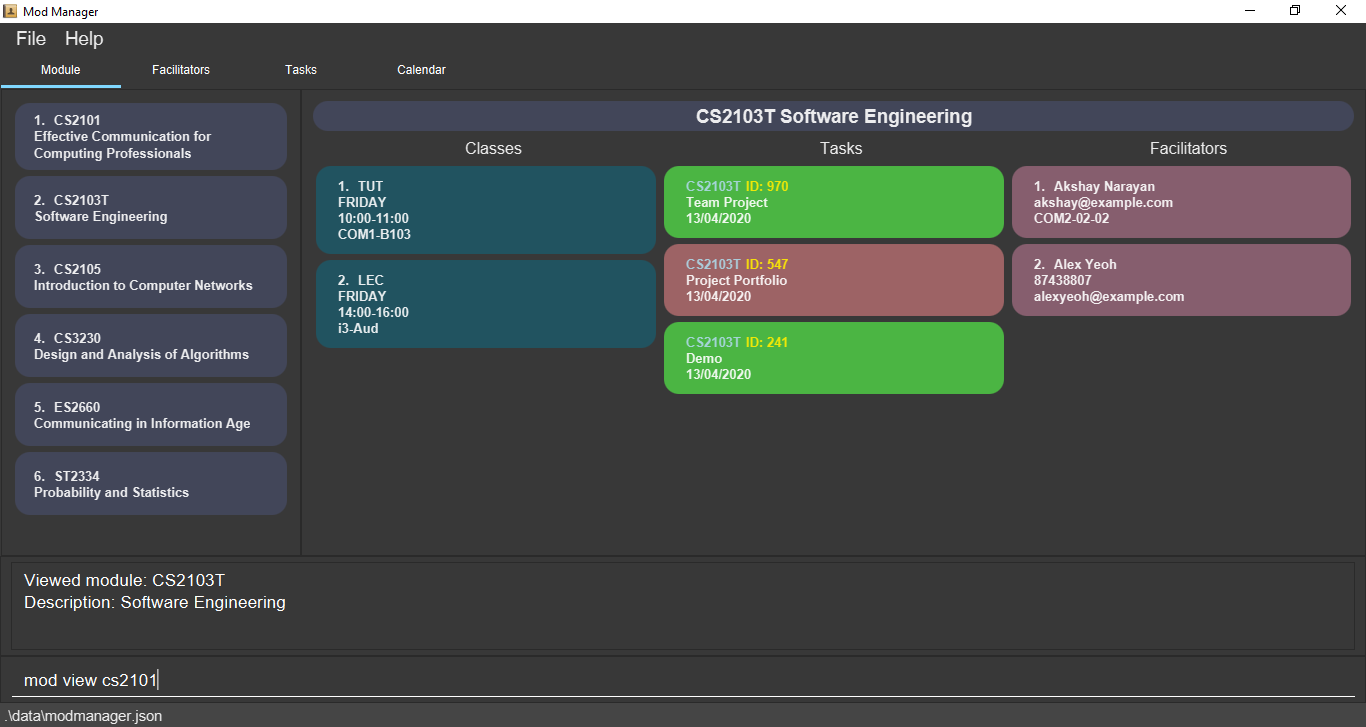 Mod Manager
File Help
Module Facilitators Tasks Calendar
1. CS2101
Effective Communication for
Computing Professionals
2. CS2103T
Software Engineering
3. CS2105
Introduction to Computer Networks
4. CS3230
Design and Analysis of Algorithms
5. ES2660
Communicating in Information Age
6. ST2334
Probability and Statistics
CS2103T Software Engineering
Classes
1. TUT
FRIDAY
10:00-11:00
COM1-B103
2. LEC
FRIDAY
14:00-16:00
i3-Aud
Tasks
CS2103T ID: 970
Team Project
13/04/2020
CS2103T ID: 547
Project Portfolio
13/04/2020
CS2103T ID: 241
Demo
13/04/2020
Facilitators
1. Akshay Narayan
akshay@example.com
COM2-02-02
2. Alex Yeoh
87438807
alexyeoh@example.com
Viewed module: CS2103T
Description: Software Engineering
mod view cs2101
.\data\modmanager.json